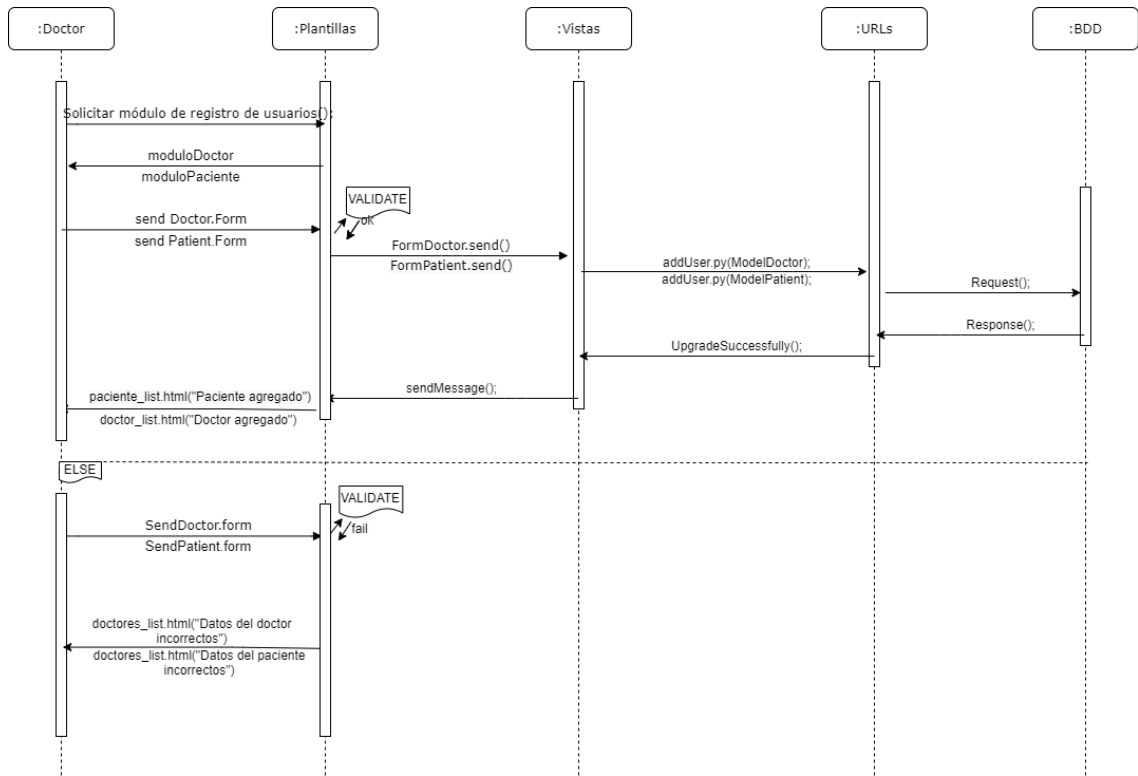 :Doctor
:Plantillas
:Vistas
:URLs
:BDD
Solicitar módulo de registro de usuarios();
moduloDoctor
moduloPaciente
VALIDATE
ok
send Doctor.Form
send Patient.Form
FormDoctor.send()
FormPatient.send()
addUser.py(ModelDoctor);
addUser.py(ModelPatient);
Request();
Response();
UpgradeSuccessfully();
sendMessage();
paciente_list.html("Paciente agregado")
doctor_list.html("Doctor agregado")
ELSE
VALIDATE
fail
SendDoctor.form
SendPatient.form
doctores_list.html("Datos del doctor
incorrectos")
doctores_list.html("Datos del paciente
incorrectos")